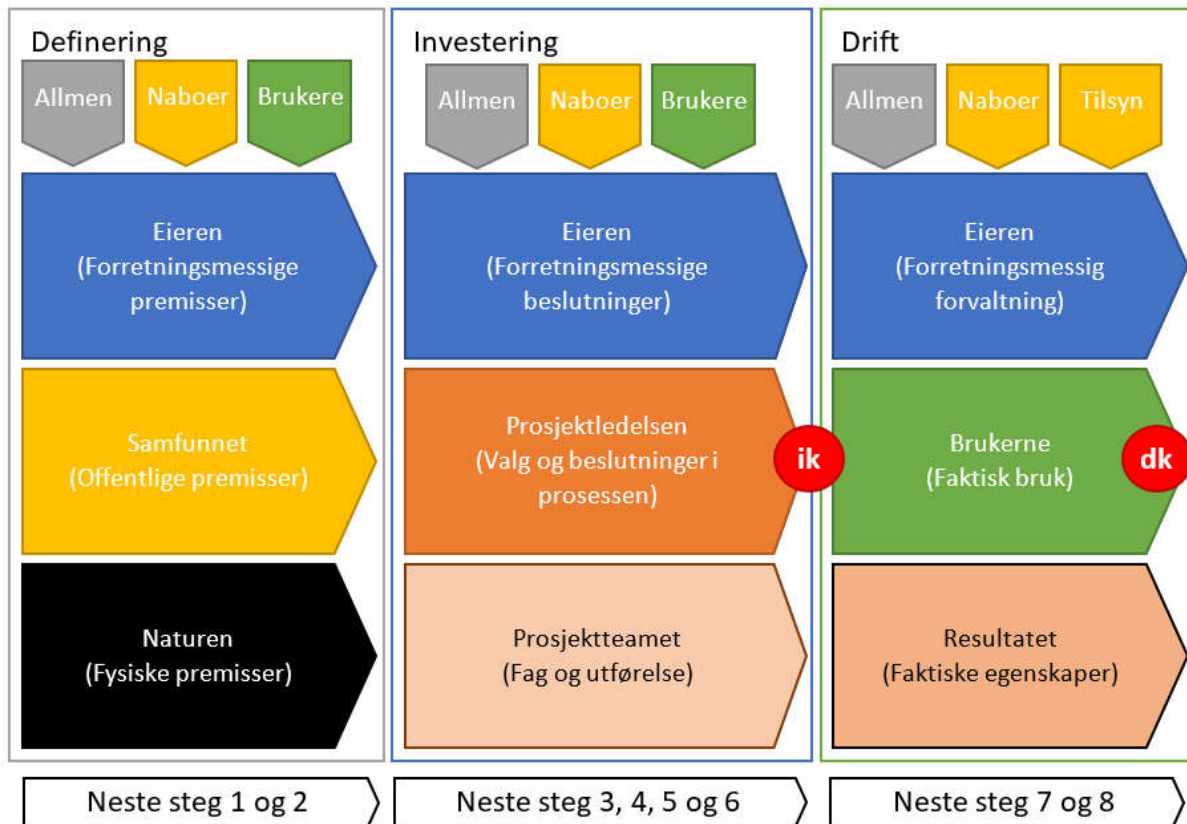 Definering
Allmen
Naboer
Brukere
Eieren
(Forretningsmessige
premisser)
Samfunnet
(Offentlige premisser)
Naturen
(Fysiske premisser)
Neste steg 1 og 2
Investering
Allmen
Naboer
Brukere
Eieren
(Forretningsmessige
beslutninger)
Prosjektledelsen
(Valg og beslutninger i
prosessen)
ik
Prosjektteamet
(Fag og utførelse)
Neste steg 3, 4, 5 og 6
Drift
Allmen
Naboer
Tilsyn
Eieren
(Forretningsmessig
forvaltning)
Brukerne
(Faktisk bruk)
dk
Resultatet
(Faktiske egenskaper)
Neste steg 7 og 8